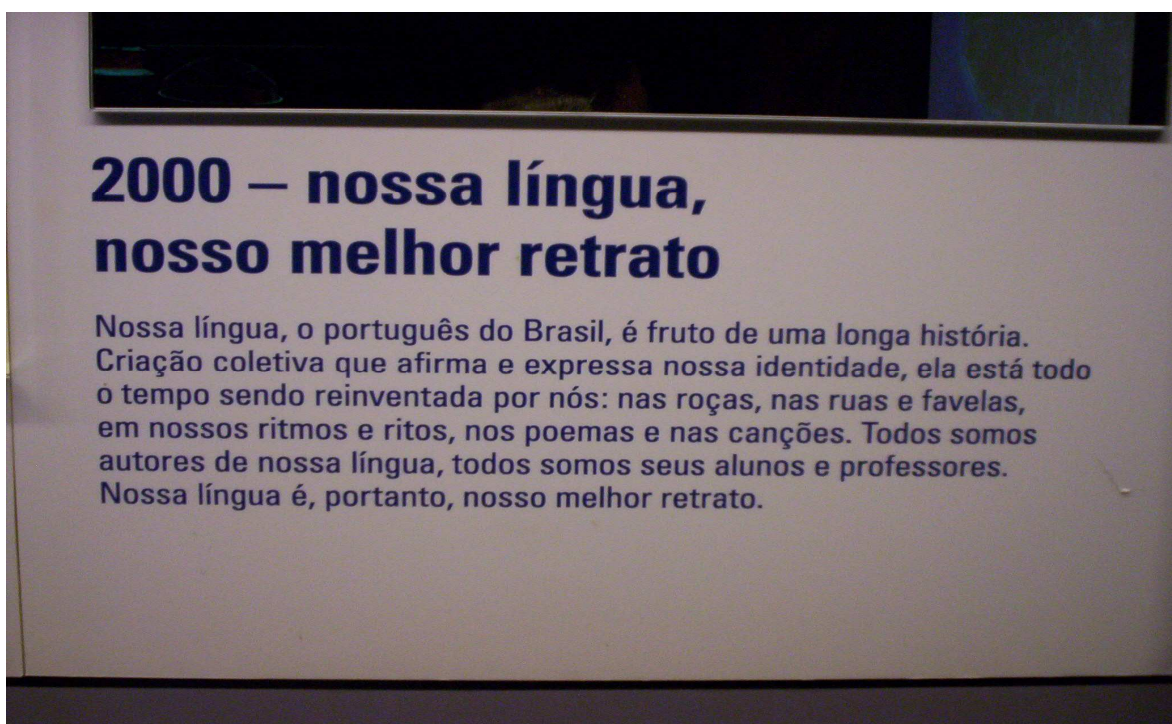 2000 – nossa língua,
nosso melhor retrato
Nossa língua, o português do Brasil, é fruto de uma longa história.
Criação coletiva que afirma e expressa nossa identidade, ela está todo
o tempo sendo reinventada por nós: nas roças, nas ruas e favelas,
em nossos ritmos e ritos, nos poemas e nas canções. Todos somos
autores de nossa língua, todos somos seus alunos e professores.
Nossa língua é, portanto, nosso melhor retrato.